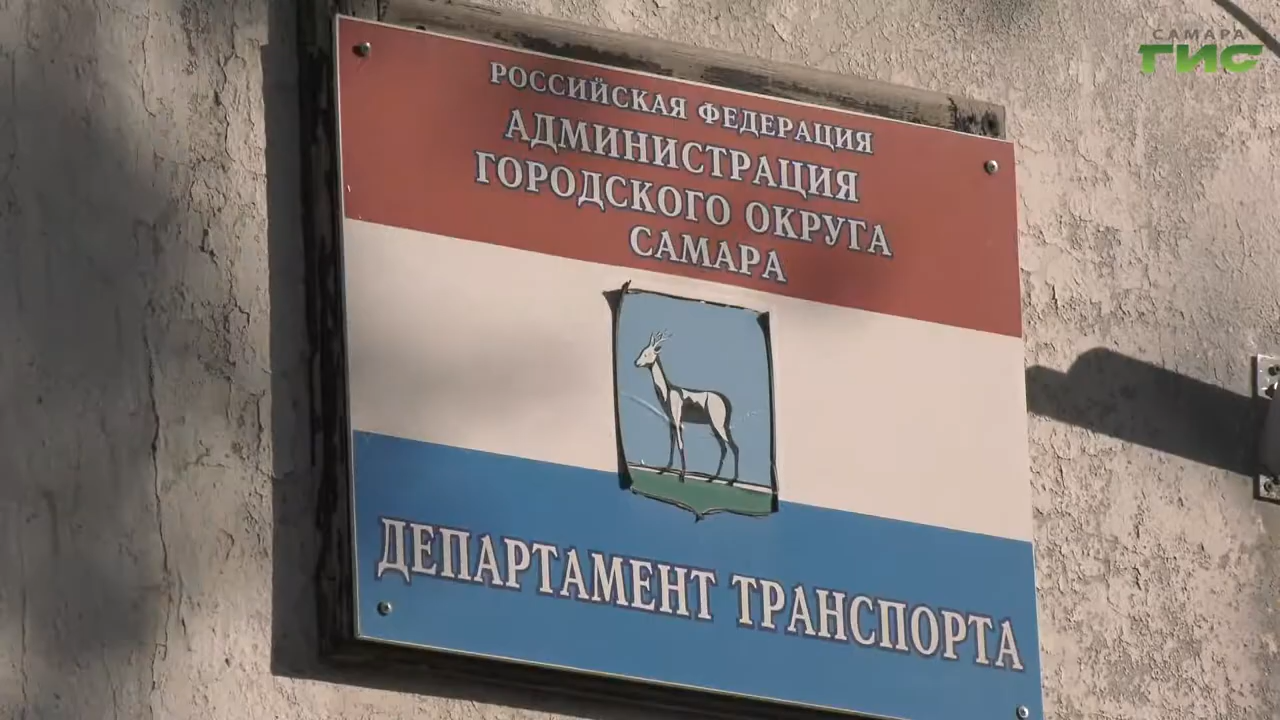 САМАРА
ГИС
РОССИЙСКАЯ ФЕДЕРАЦИЯ
АДМИНИСТРАЦИЯ
ГОРОДСКОГО ОКРУГА
САМАРА
ДЕПАРТАМЕНТ ТРАНСПОРТА